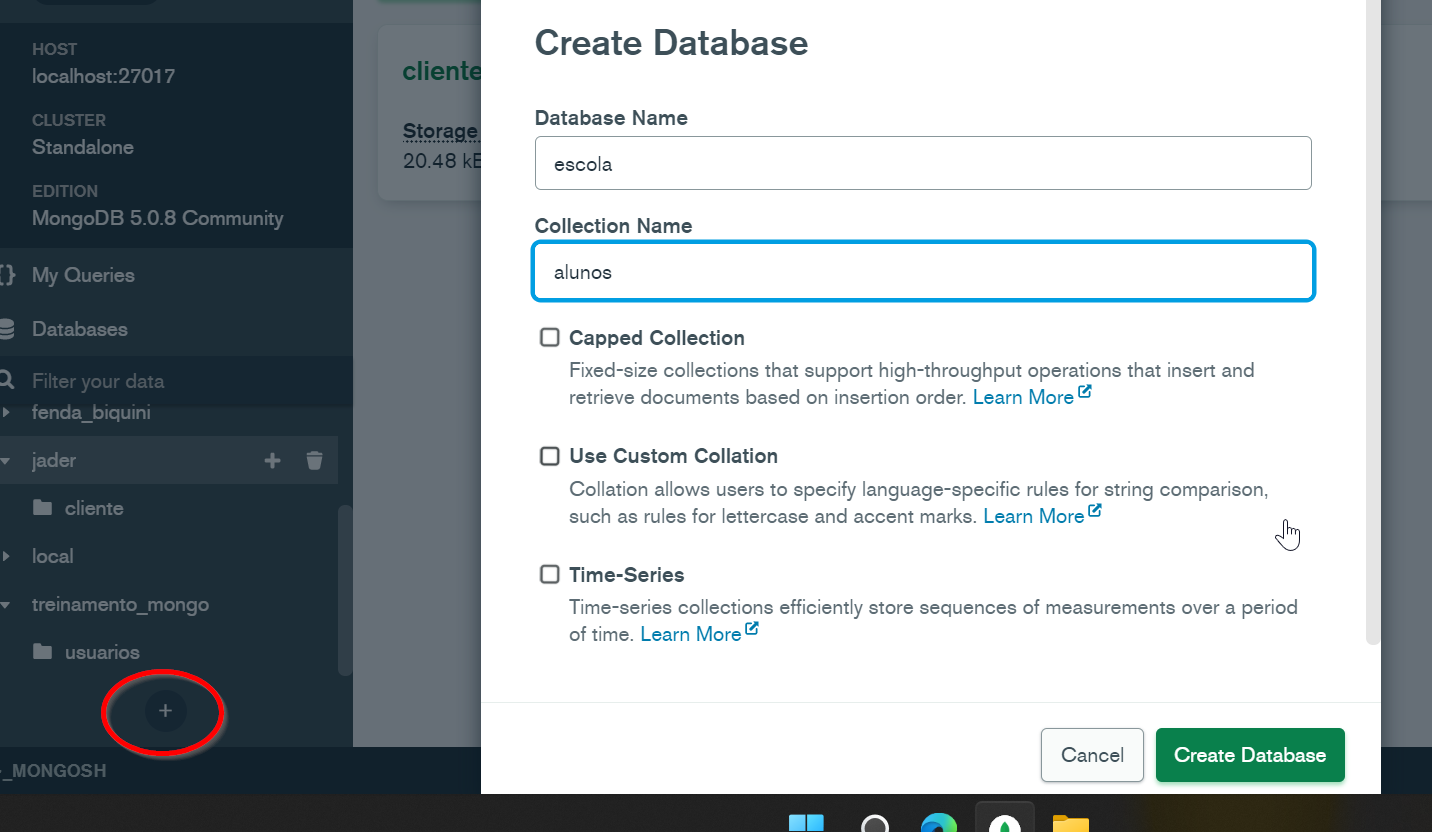 HOST
localhost:27017
CLUSTER
Standalone
EDITION
MongoDB 5.0.8 Community
My Queries
Databases
Filter your data
fenda_biquini
jader
cliente
local
treinamento_mongo
usuarios
+
_MONGOSH
cliente
Storage
20.48 kB
Create Database
Database Name
escola
Collection Name
alunos
Capped Collection
Fixed-size collections that support high-throughput operations that insert and
retrieve documents based on insertion order. Learn More
Use Custom Collation
Collation allows users to specify language-specific rules for string comparison,
such as rules for lettercase and accent marks. Learn More
Time-Series
Time-series collections efficiently store sequences of measurements over a period
of time. Learn More
Cancel
Create Database